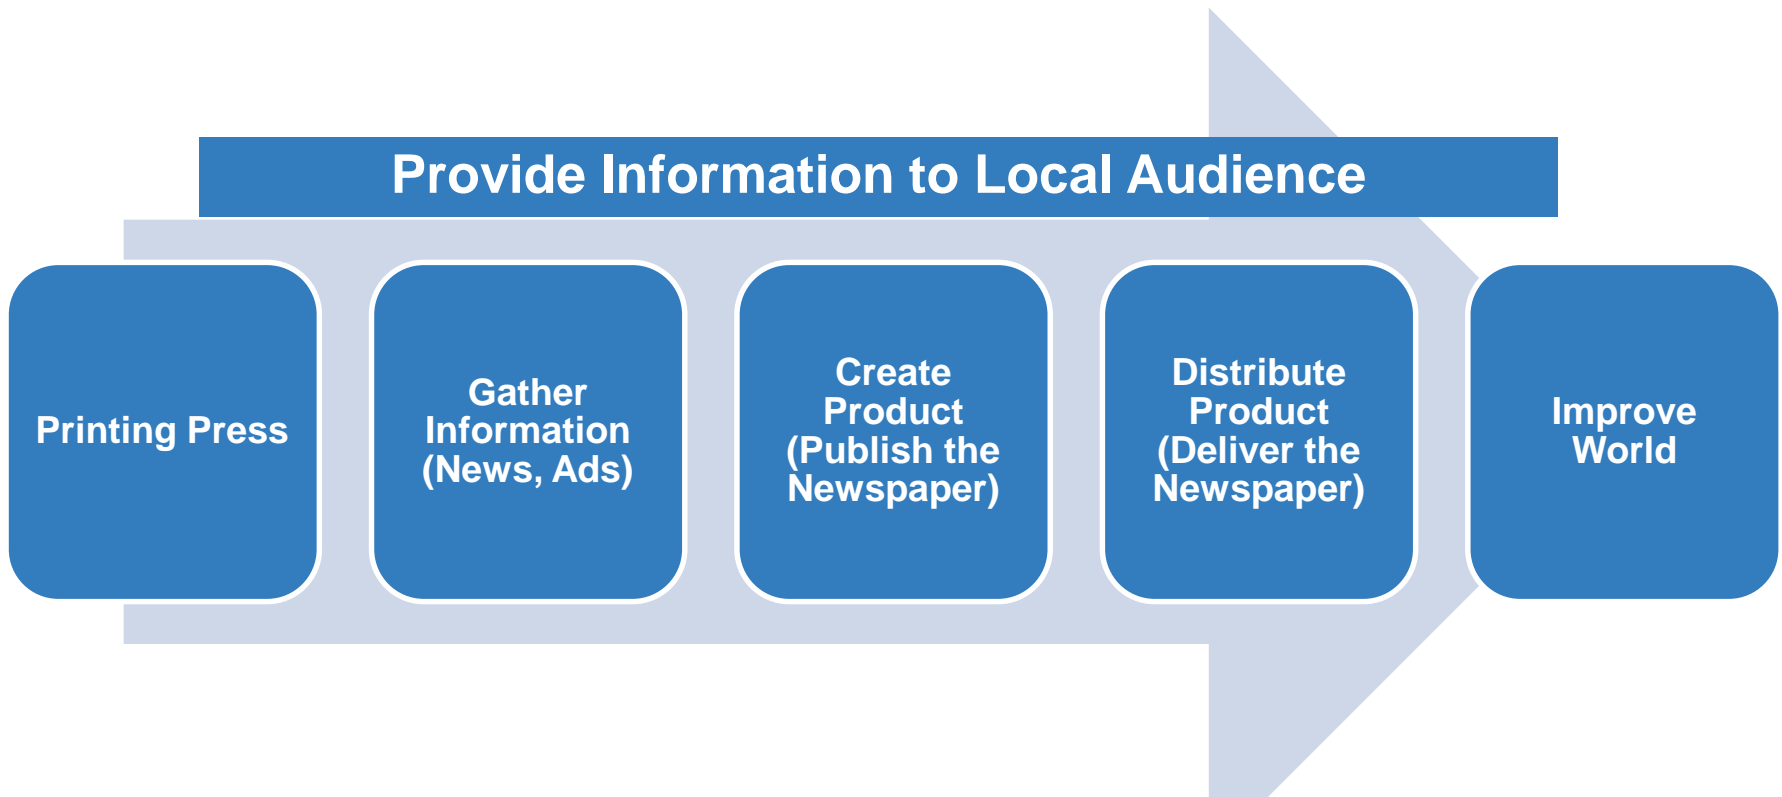 Provide Information to Local Audience
Printing Press
Gather
Information
(News, Ads)
Create
Product
(Publish the
Newspaper)
Distribute
Product
(Deliver the
Newspaper)
Improve
World